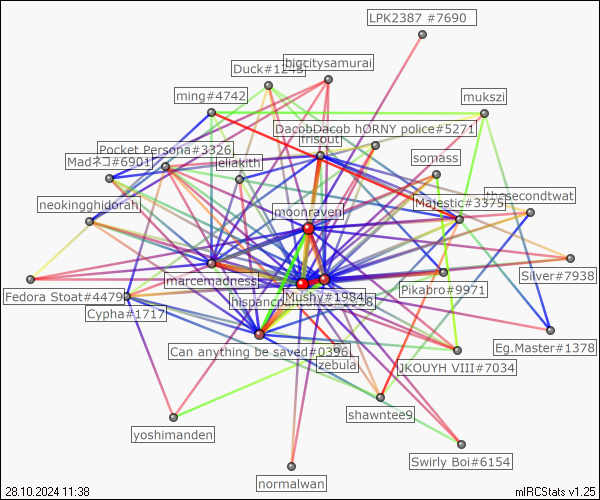 LPK2387 #7690
bigcitysamurai
Duck#1245
ming#4742
mukszi
DacobDacob hORNY police#5271
frisout
Pocket Persona#3326
Madネコ#6901
eliakith
somass
thesecondtwat
neokingghidorah
Majestic#3375
moonraven
marcemadness
Silver#7938
Pikabro#9971
Fedora Stoat#4479
Mushy#1984
Cypha#1717
Can anything be saved#0396
Eg.Master#1378
zebula
JKOUYH VIII#7034
shawntee9
yoshimanden
Swirly Boi#6154
normalwan
28.10.2024 11:38
mIRCStats v1.25